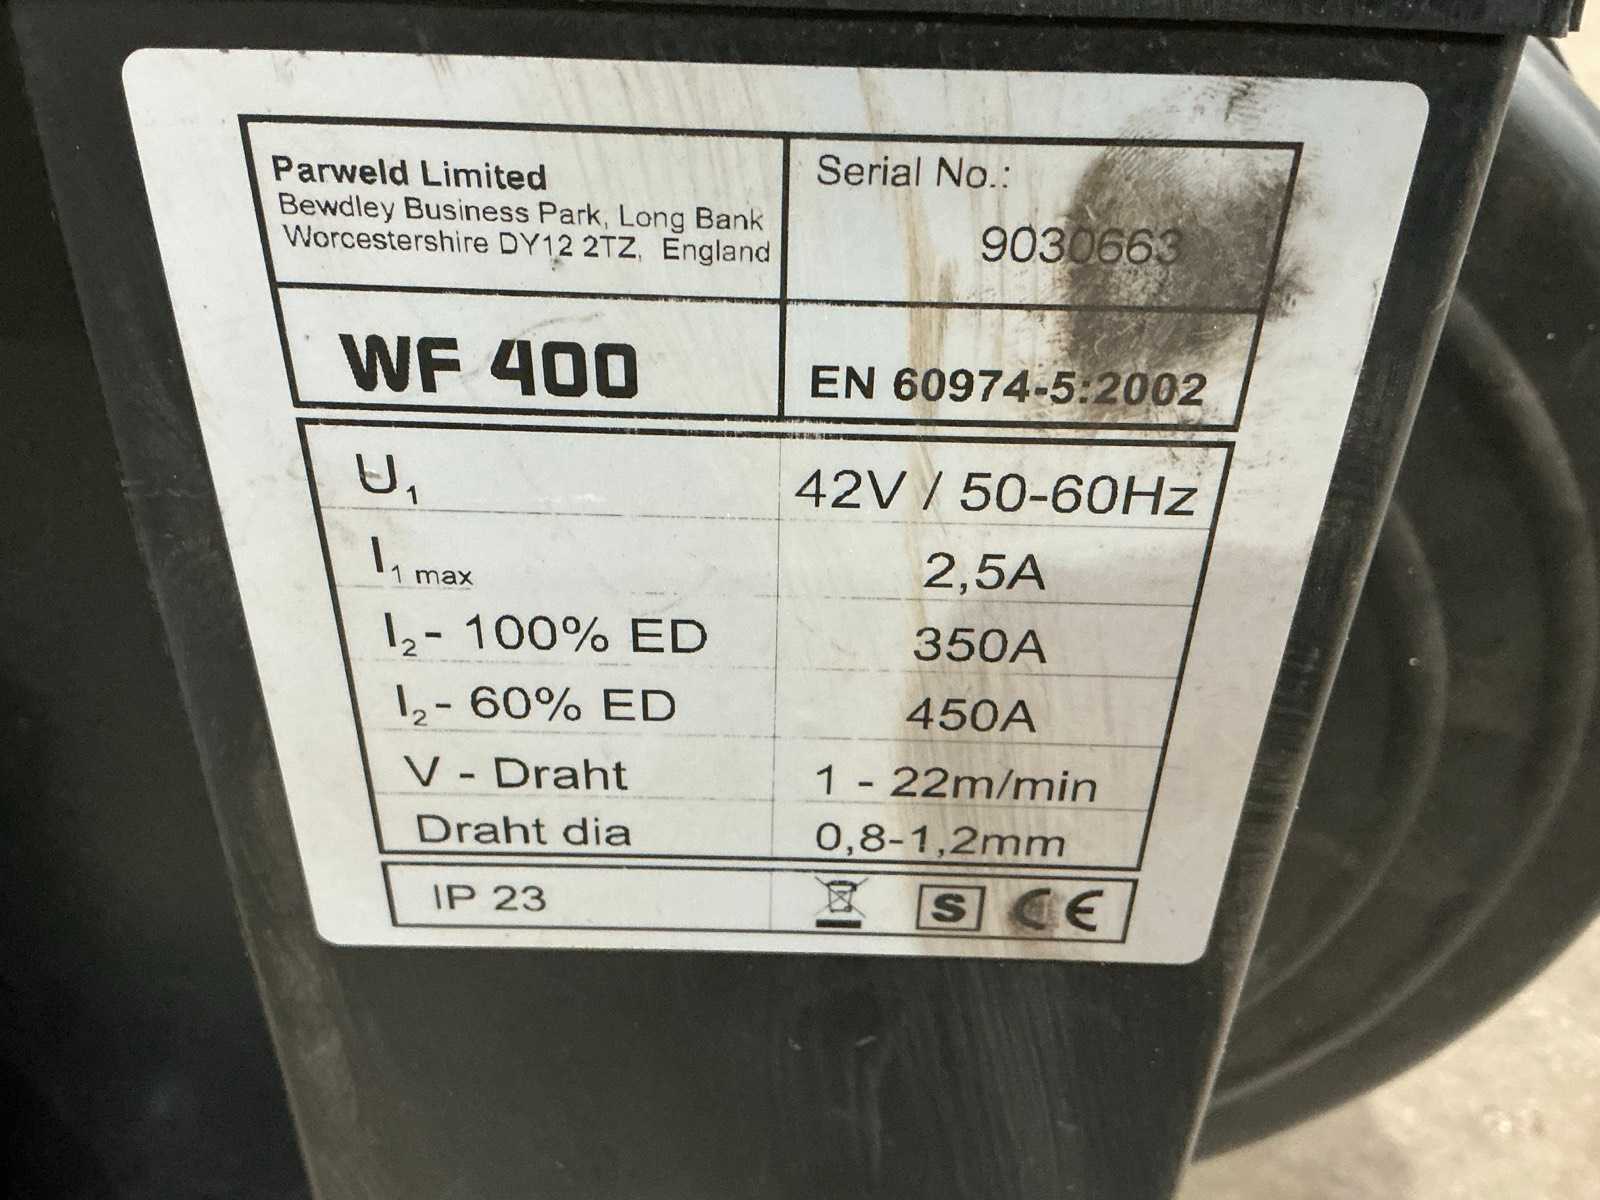 Parweld Limited
Bewdley Business Park, Long Bank
Worcestershire DY12 2TZ, England
Serial No.:
9030663
WF 400
EN 60974-5:2002
U1 42V / 50-60Hz
I1 max 2,5A
I2- 100% ED 350A
I2- 60% ED 450A
V - Draht 1 - 22m/min
Draht dia 0,8-1,2mm
IP 23 S CE